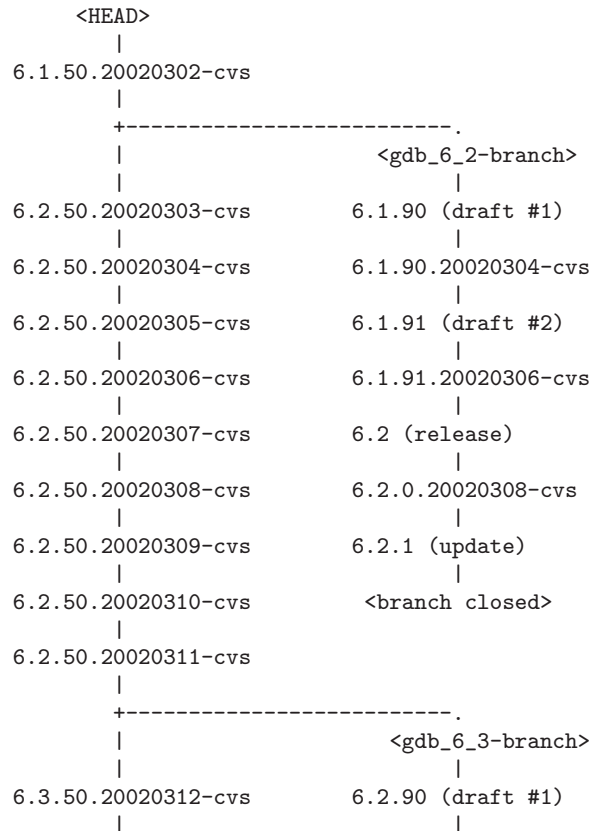 <HEAD>
|
6.1.50.20020302-cvs
|
+--------------------------.
| <gdb_6_2-branch>
| |
6.2.50.20020303-cvs 6.1.90 (draft #1)
| |
6.2.50.20020304-cvs 6.1.90.20020304-cvs
| |
6.2.50.20020305-cvs 6.1.91 (draft #2)
| |
6.2.50.20020306-cvs 6.1.91.20020306-cvs
| |
6.2.50.20020307-cvs 6.2 (release)
| |
6.2.50.20020308-cvs 6.2.0.20020308-cvs
| |
6.2.50.20020309-cvs 6.2.1 (update)
| |
6.2.50.20020310-cvs <branch closed>
|
6.2.50.20020311-cvs
|
+--------------------------.
| <gdb_6_3-branch>
| |
6.3.50.20020312-cvs 6.2.90 (draft #1)
| |